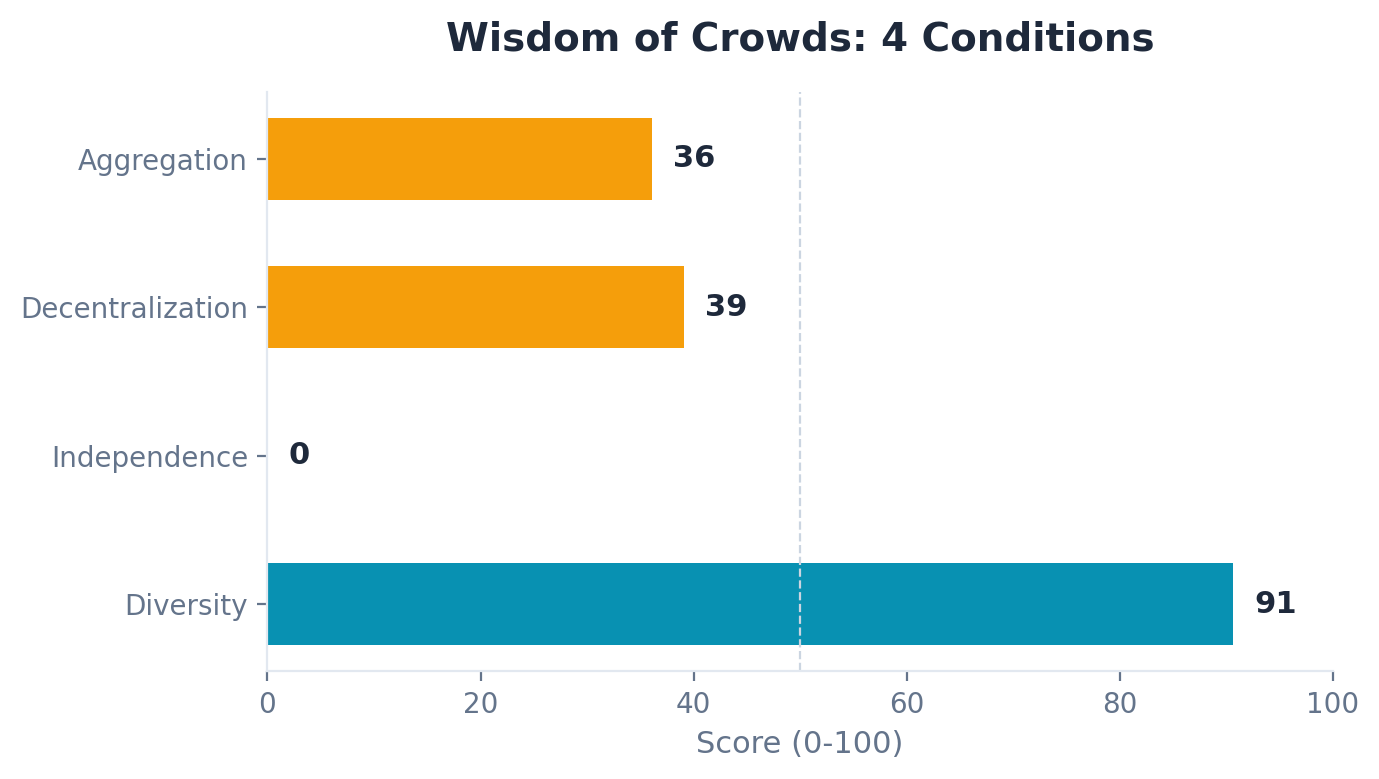 Wisdom of Crowds: 4 Conditions
Aggregation
36
Decentralization
39
Independence
0
Diversity
91
0 20 40 60 80 100
Score (0-100)